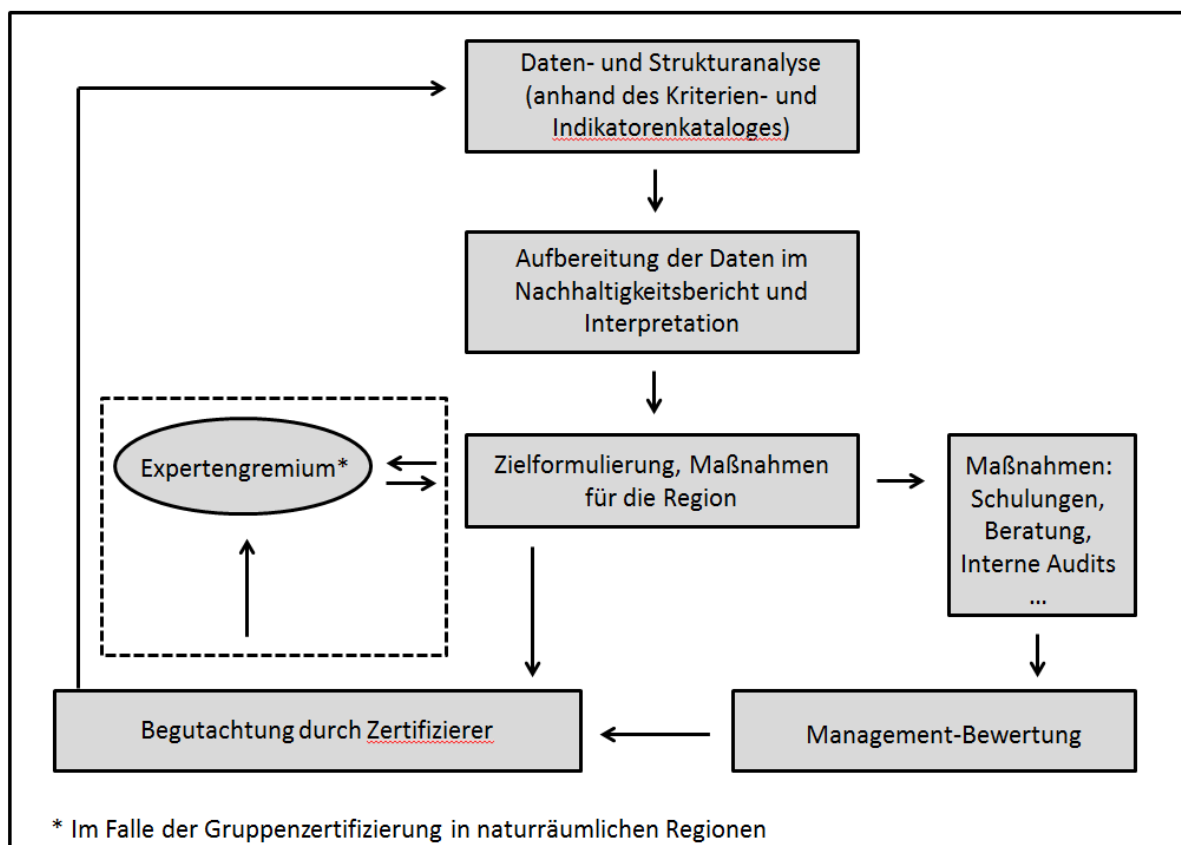 Daten- und Strukturanalyse
(anhand des Kriterien- und
Indikatorenkataloges)
Aufbereitung der Daten im
Nachhaltigkeitsbericht und
Interpretation
Expertengremium*
Zielformulierung, Maßnahmen
für die Region
Maßnahmen:
Schulungen,
Beratung,
Interne Audits
...
Begutachtung durch Zertifizierer
Management-Bewertung
* Im Falle der Gruppenzertifizierung in naturräumlichen Regionen